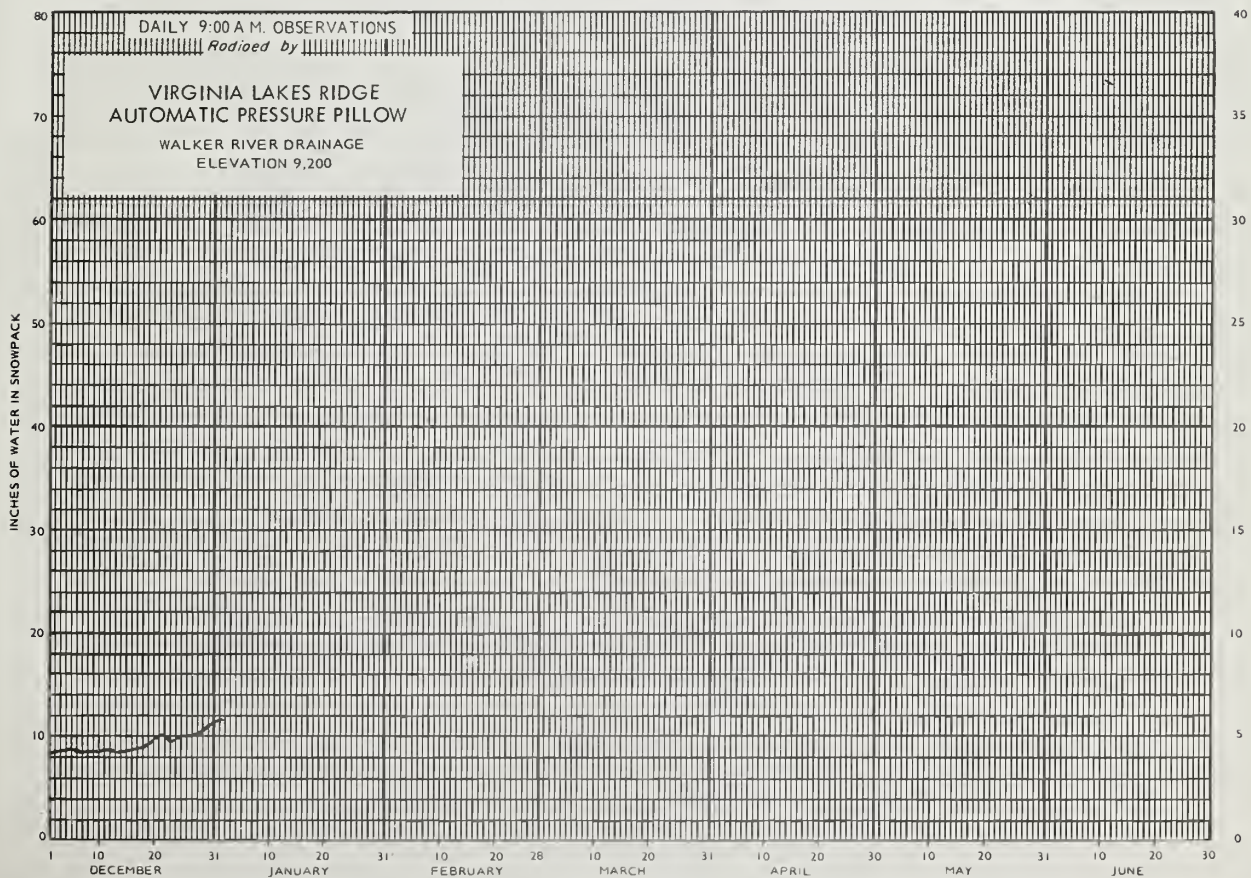 DAILY 9:00 A M. OBSERVATIONS
Rodioed by
VIRGINIA LAKES RIDGE
AUTOMATIC PRESSURE PILLOW
WALKER RIVER DRAINAGE
ELEVATION 9,200
INCHES OF WATER IN SNOWPACK
80
70
60
50
40
30
20
10
0
40
35
30
25
20
15
10
5
0
1 10 20 31 10 20 31 10 20 28 10 20 31 10 20 30 10 20 31 10 20 30
DECEMBER JANUARY FEBRUARY MARCH APRIL MAY JUNE